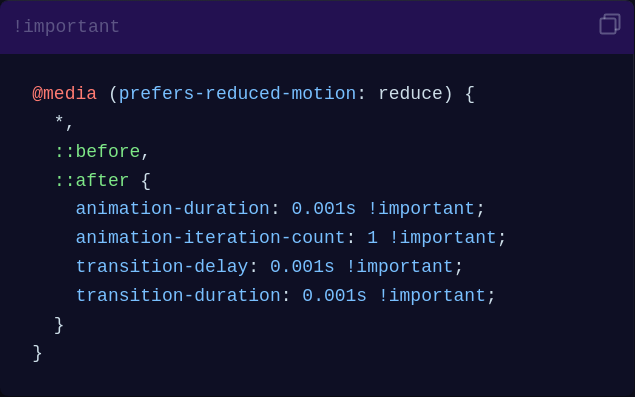 !important
@media (prefers-reduced-motion: reduce) {
  *,
  ::before,
  ::after {
    animation-duration: 0.001s !important;
    animation-iteration-count: 1 !important;
    transition-delay: 0.001s !important;
    transition-duration: 0.001s !important;
  }
}